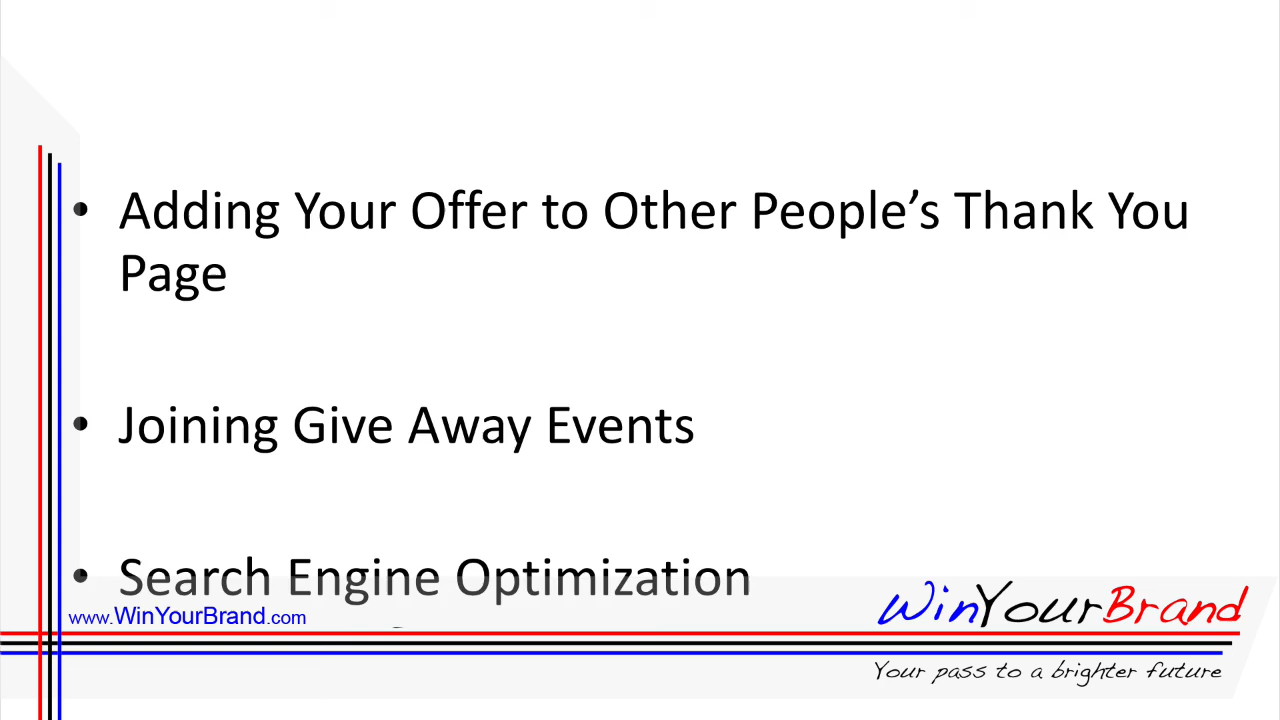 • Adding Your Offer to Other People’s Thank You
Page
• Joining Give Away Events
• Search Engine Optimization
www.WinYourBrand.com
WinYourBrand
Your pass to a brighter future